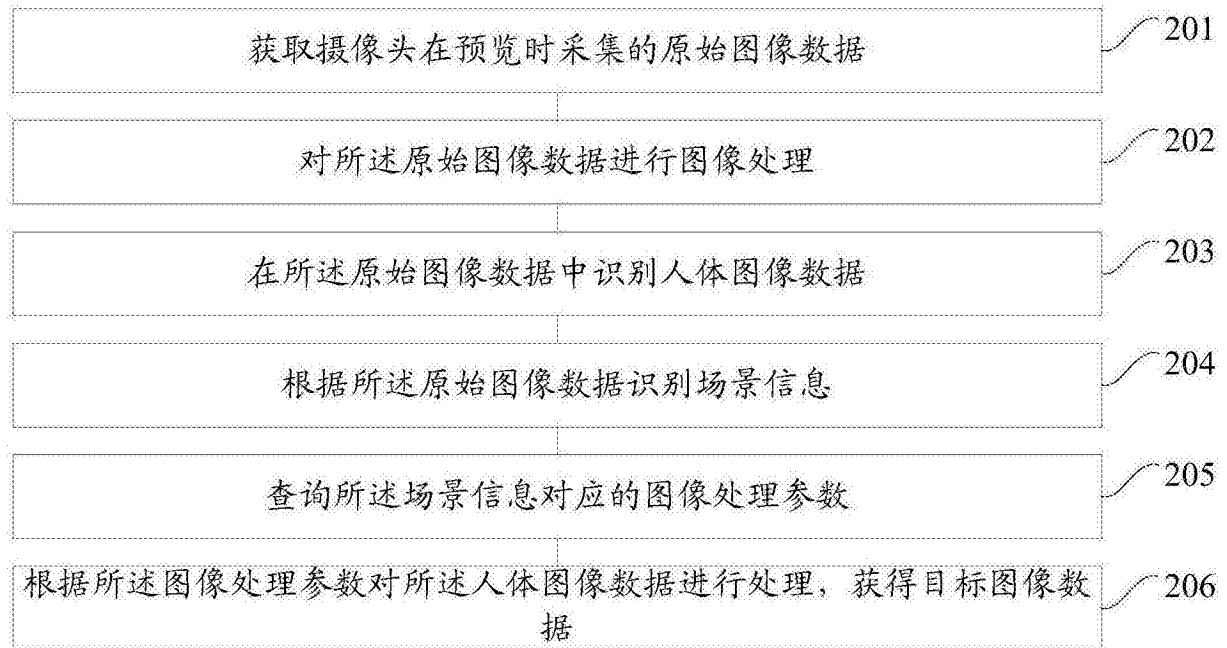 获取摄像头在预览时采集的原始图像数据
201
对所述原始图像数据进行图像处理
202
在所述原始图像数据中识别人体图像数据
203
根据所述原始图像数据识别场景信息
204
查询所述场景信息对应的图像处理参数
205
根据所述图像处理参数对所述人体图像数据进行处理，获得目标图像数
据
206